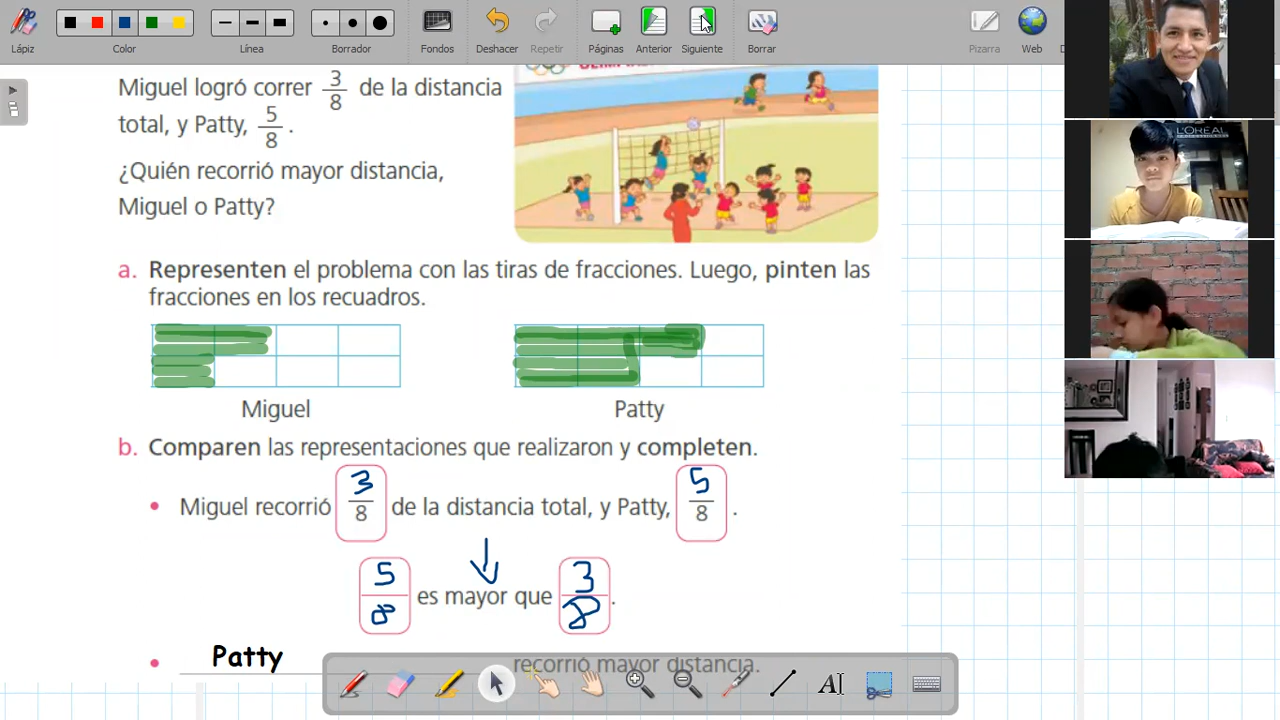 Lápiz
Color
Línea
Borrador
Fondos
Deshacer
Repetir
Páginas
Anterior
Siguiente
Borrar
Pizarra
Web
L'ORÉAL
Miguel logró correr 3/8 de la distancia
total, y Patty, 5/8 .
¿Quién recorrió mayor distancia,
Miguel o Patty?
a. Representen el problema con las tiras de fracciones. Luego, pinten las
fracciones en los recuadros.
Miguel
Patty
b. Comparen las representaciones que realizaron y completen.
• Miguel recorrió 3/8 de la distancia total, y Patty, 5/8 .
5/8 es mayor que 3/8 .
• Patty recorrió mayor distancia.